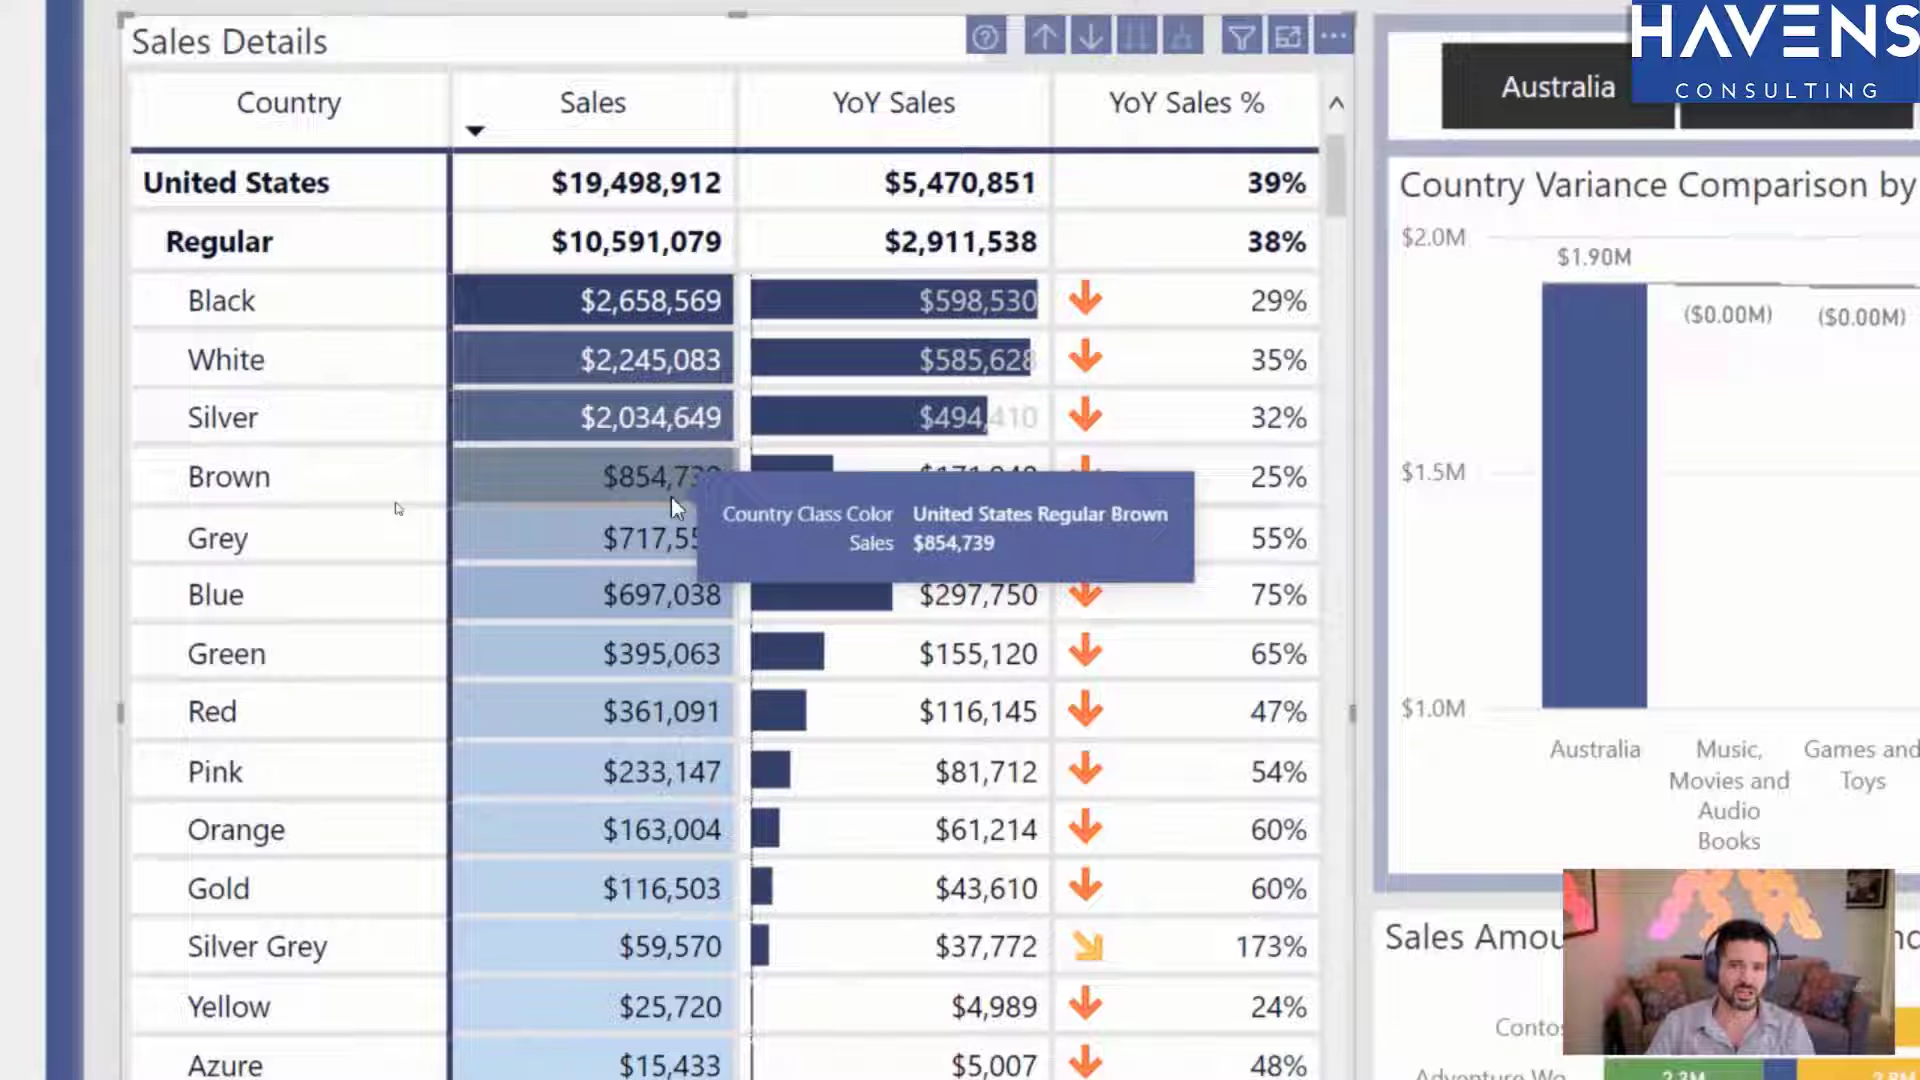 HAVENS
CONSULTING
Sales Details
Country Sales YoY Sales YoY Sales %
United States $19,498,912 $5,470,851 39%
Regular $10,591,079 $2,911,538 38%
Black $2,658,569 $598,530 29%
White $2,245,083 $585,628 35%
Silver $2,034,649 $494,410 32%
Brown 25%
Grey 55%
Country Class Color United States Regular Brown
Sales $854,739
Blue $697,038 $297,750 75%
Green $395,063 $155,120 65%
Red $361,091 $116,145 47%
Pink $233,147 $81,712 54%
Orange $163,004 $61,214 60%
Gold $116,503 $43,610 60%
Silver Grey $59,570 $37,772 173%
Yellow $25,720 $4,989 24%
Azure $15,433 $5,007 48%
Australia
Country Variance Comparison by
$2.0M
$1.90M
($0.00M) ($0.00M)
$1.5M
$1.0M
Australia Music, Games and
Movies and Toys
Audio
Books
Sales